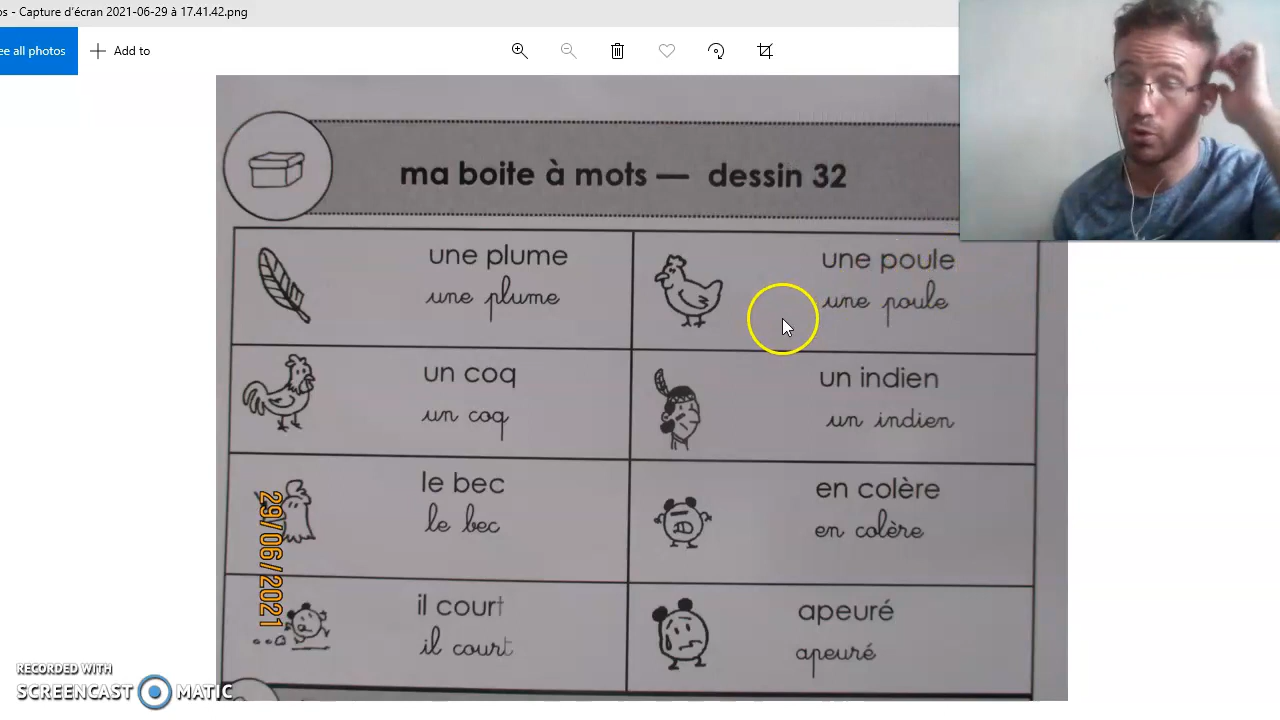 os - Capture d'écran 2021-06-29 à 17.41.42.png
ee all photos
Add to
ma boite à mots — dessin 32
une plume
une plume
une poule
une poule
un coq
un coq
un indien
un indien
le bec
le bec
en colère
en colère
il court
il court
apeuré
apeuré
29/06/2021
RECORDED WITH
SCREENCAST MATIC